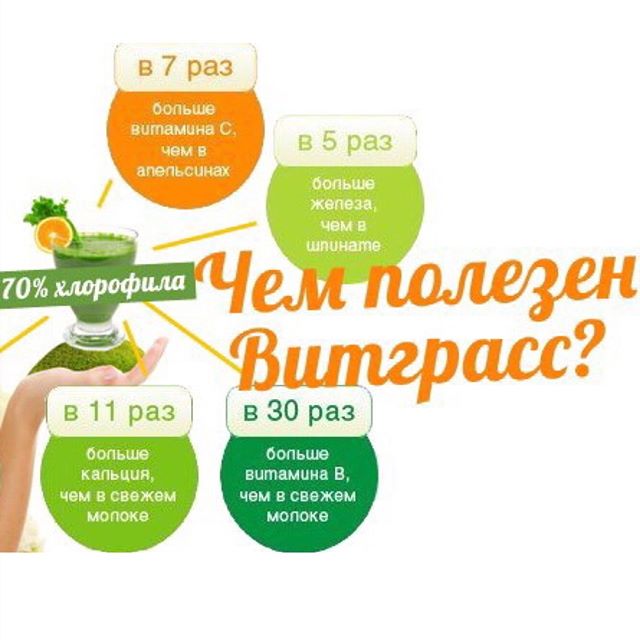 в 7 раз
больше
витамина С,
чем в
апельсинах
в 5 раз
больше
железа,
чем в
шпинате
70% хлорофила
Чем полезен
Витграсс?
в 11 раз
больше
кальция,
чем в свежем
молоке
в 30 раз
больше
витамина В,
чем в свежем
молоке